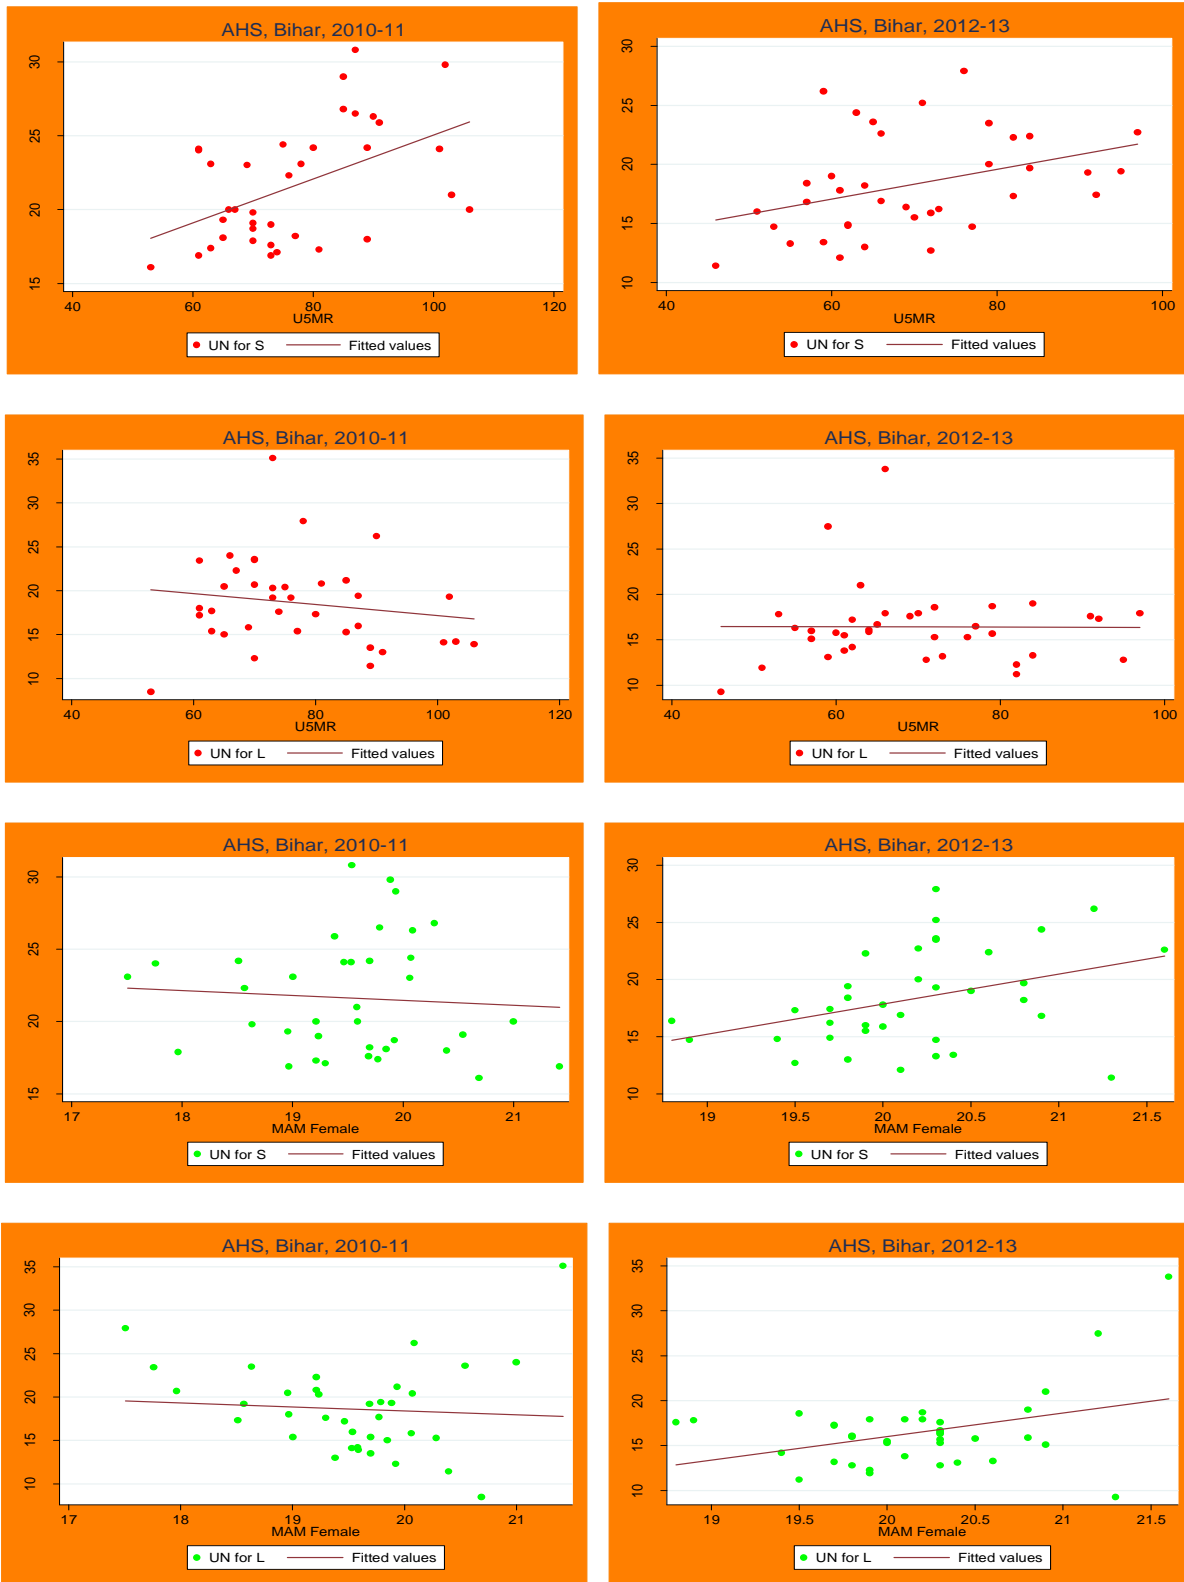 AHS, Bihar, 2010-11
30
25
20
15
40 60 80 100 120
U5MR
UN for S Fitted values
AHS, Bihar, 2012-13
30
25
20
15
10
40 60 80 100
U5MR
UN for S Fitted values
AHS, Bihar, 2010-11
35
30
25
20
15
10
40 60 80 100 120
U5MR
UN for L Fitted values
AHS, Bihar, 2012-13
35
30
25
20
15
10
40 60 80 100
U5MR
UN for L Fitted values
AHS, Bihar, 2010-11
30
25
20
15
17 18 19 20 21
MAM Female
UN for S Fitted values
AHS, Bihar, 2012-13
30
25
20
15
10
19 19.5 20 20.5 21 21.5
MAM Female
UN for S Fitted values
AHS, Bihar, 2010-11
35
30
25
20
15
10
17 18 19 20 21
MAM Female
UN for L Fitted values
AHS, Bihar, 2012-13
35
30
25
20
15
10
19 19.5 20 20.5 21 21.5
MAM Female
UN for L Fitted values